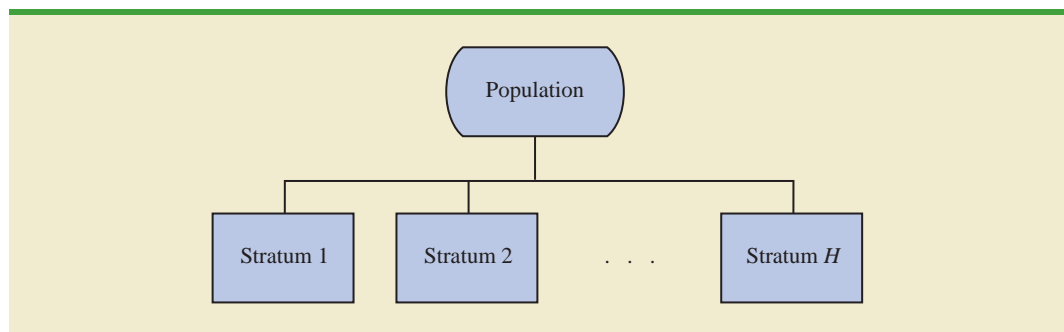 Population
Stratum 1
Stratum 2
. . .
Stratum H